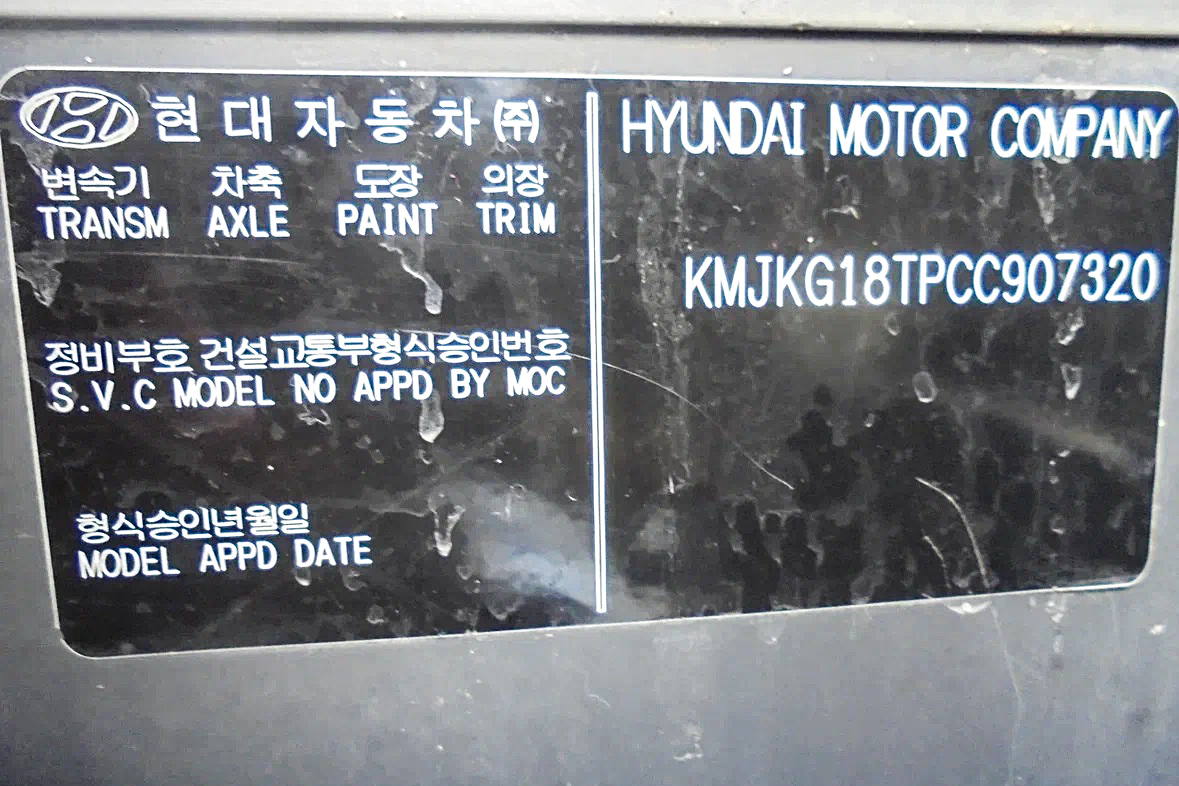 현대자동차㈜
변속기 차축 도장 의장
TRANSM AXLE PAINT TRIM
정비부호 건설교통부형식승인번호
S.V.C MODEL NO APPD BY MOC
형식승인년월일
MODEL APPD DATE
HYUNDAI MOTOR COMPANY
KMJKG18TPCC907320